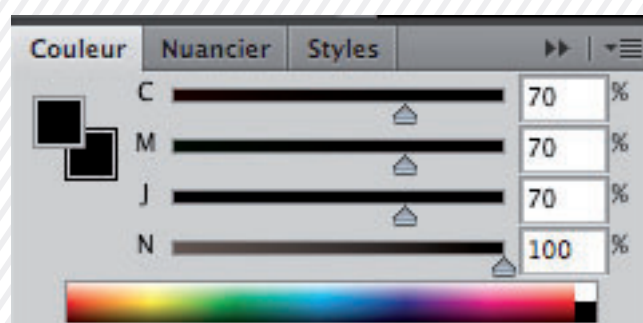 Couleur Nuancier Styles
C 70 %
M 70 %
J 70 %
N 100 %